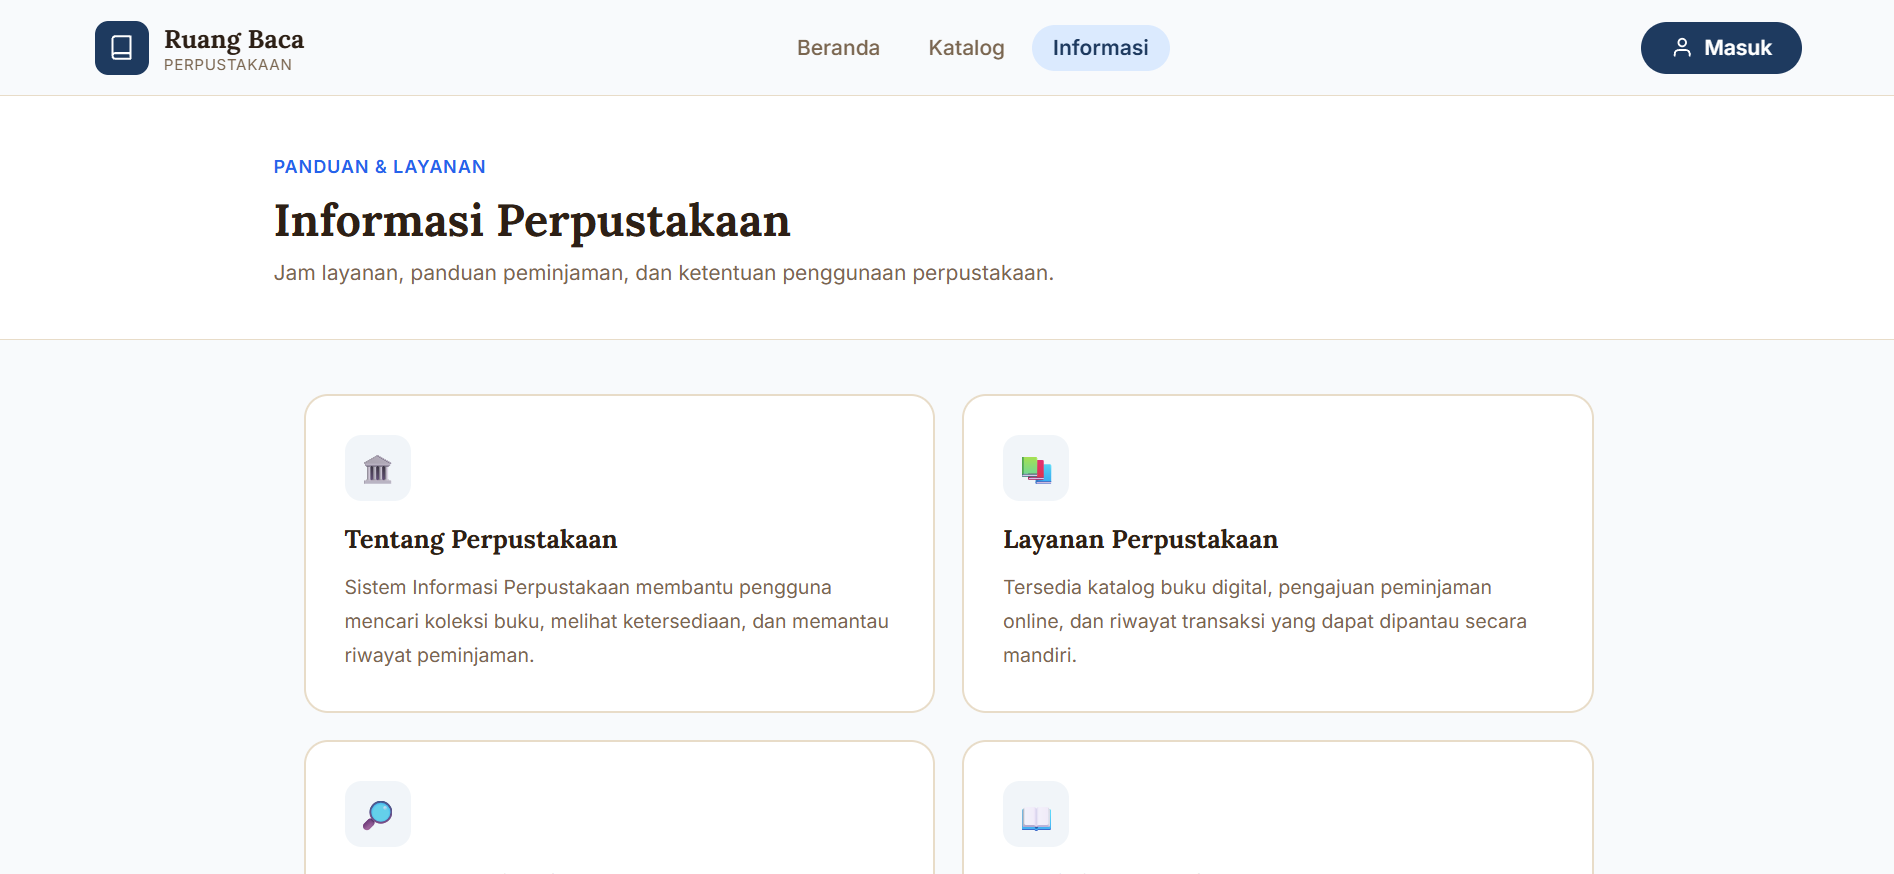 Ruang Baca
PERPUSTAKAAN
Beranda
Katalog
Informasi
Masuk
PANDUAN & LAYANAN
Informasi Perpustakaan
Jam layanan, panduan peminjaman, dan ketentuan penggunaan perpustakaan.
Tentang Perpustakaan
Sistem Informasi Perpustakaan membantu pengguna
mencari koleksi buku, melihat ketersediaan, dan memantau
riwayat peminjaman.
Layanan Perpustakaan
Tersedia katalog buku digital, pengajuan peminjaman
online, dan riwayat transaksi yang dapat dipantau secara
mandiri.